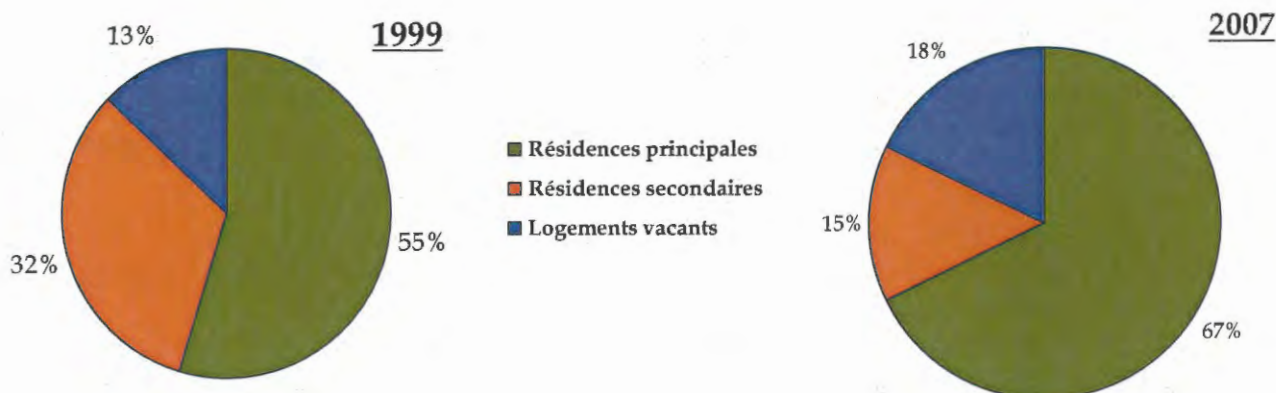 1999
13%
55%
32%
Résidences principales
Résidences secondaires
Logements vacants
2007
18%
15%
67%